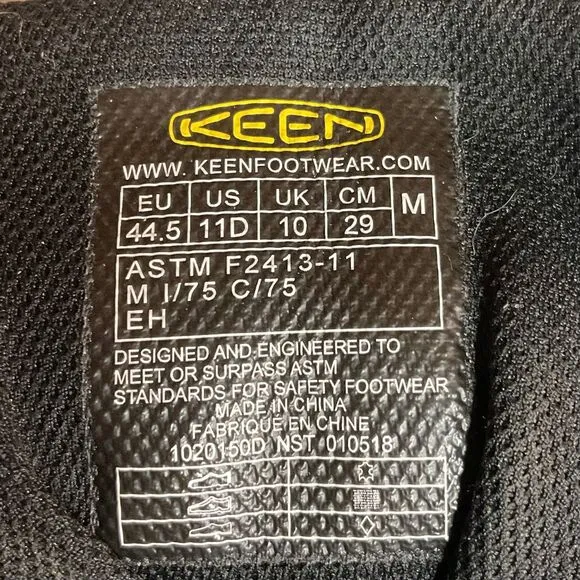 KEEN
WWW. KEENFOOTWEAR.COM
EU US UK CM M
44.5 11D 10 29
ASTM F2413-11
M I/75 C/75
EH
DESIGNED AND ENGINEERED TO
MEET OR SURPASS ASTM
STANDARDS FOR SAFETY FOOTWEAR
MADE IN CHINA
FABRIQUE EN CHINE
1020150D NST 010518